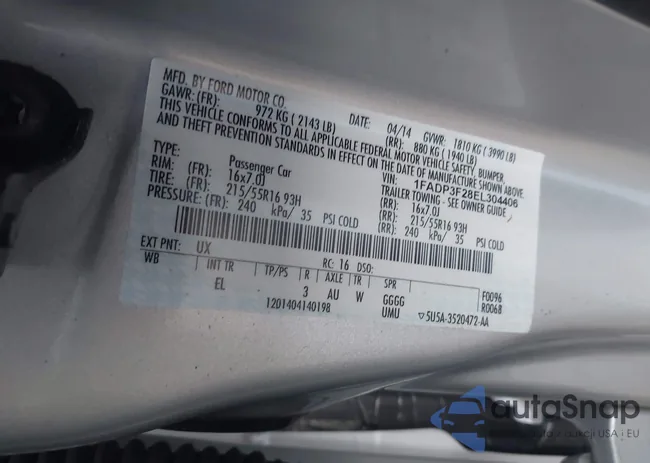 MFD. BY FORD MOTOR CO.
DATE: 04/14 GVWR: 1810 KG ( 3990 LB)
GAWR: (FR): 972 KG ( 2143 LB) (RR): 880 KG ( 1940 LB)
THIS VEHICLE CONFORMS TO ALL APPLICABLE FEDERAL MOTOR VEHICLE SAFETY, BUMPER,
AND THEFT PREVENTION STANDARDS IN EFFECT ON THE DATE OF MANUFACTURE SHOWN ABOVE.
VIN: 1FADP3F28EL304406
TYPE: Passenger Car TRAILER TOWING - SEE OWNER GUIDE
RIM: (FR): 16x7.0J (RR): 16x7.0J
TIRE: (FR): 215/55R16 93H (RR): 215/55R16 93H
PRESSURE: (FR): 240 kPa/ 35 PSI COLD (RR): 240 kPa/ 35 PSI COLD
EXT PNT: UX RC: 16 DSO:
WB INT TR TP/PS R AXLE TR SPR F0096
EL 3 AU W GGGG R0068
1201404140198 UMU ▽5U5A-3520472-AA
autoSnap
USA - EU